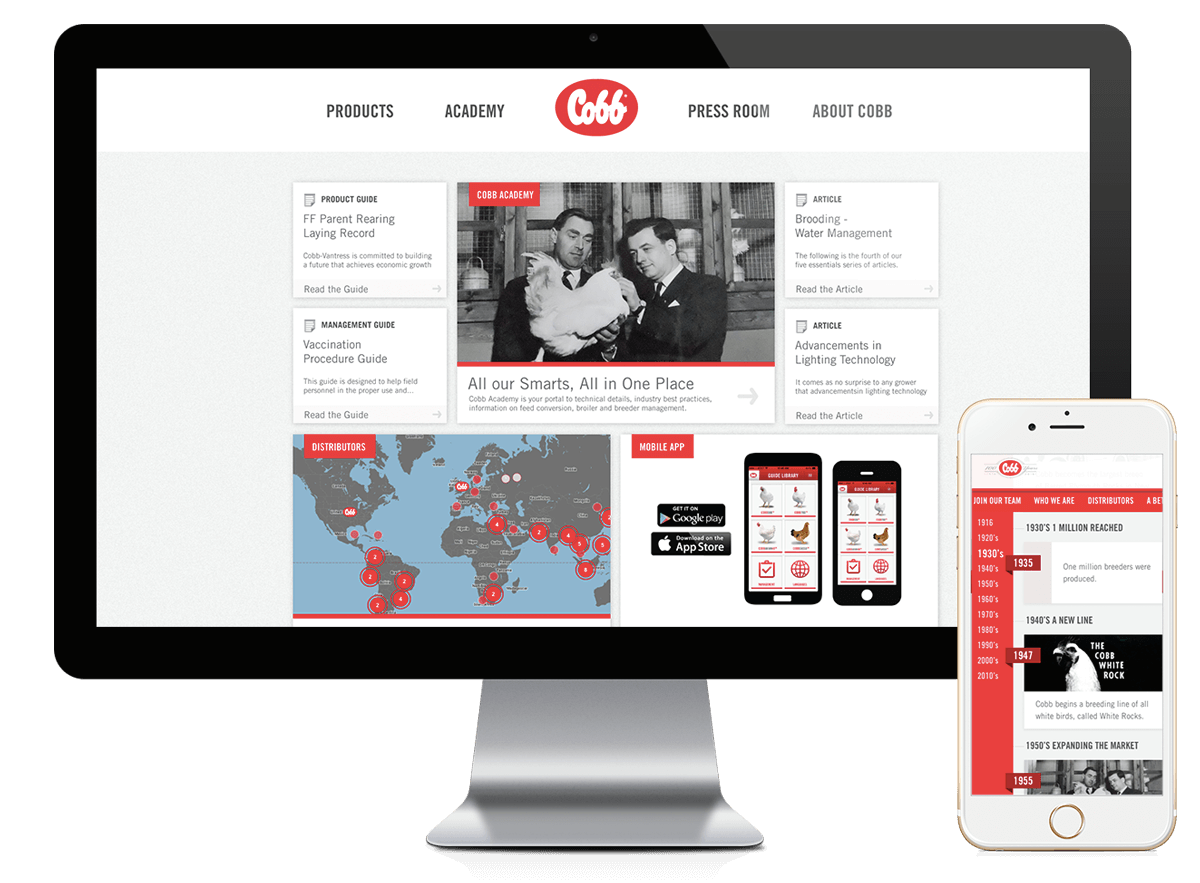 PRODUCTS
ACADEMY
Cobb
PRESS ROOM
ABOUT COBB
PRODUCT GUIDE
FF Parent Rearing
Laying Record
Cobb-Vantress is committed to building
a future that achieves economic growth
Read the Guide
MANAGEMENT GUIDE
Vaccination
Procedure Guide
This guide is designed to help field
personnel in the proper use and...
Read the Guide
COBB ACADEMY
All our Smarts, All in One Place
Cobb Academy is your portal to technical details, industry best practices,
information on feed conversion, broiler and breeder management.
ARTICLE
Brooding -
Water Management
The following is the fourth of our
five essentials series of articles.
Read the Article
ARTICLE
Advancements in
Lighting Technology
It comes as no surprise to any grower
that advancementsin lighting technology
Read the Article
DISTRIBUTORS
Cobb
Cobb
2
2
2
2
4
4
2
2
4
5
5
8
MOBILE APP
GET IT ON
Google play
Download on the
App Store
GUIDE LIBRARY
GUIDE LIBRARY
Cobb
JOIN OUR TEAM
WHO WE ARE
DISTRIBUTORS
A BE
1916
1920's
1930's
1940's
1950's
1960's
1970's
1980's
1990's
2000's
2010's
1930'S 1 MILLION REACHED
1935
One million breeders were
produced.
1940'S A NEW LINE
1947
THE
COBB
WHITE
ROCK
Cobb begins a breeding line of all
white birds, called White Rocks.
1950'S EXPANDING THE MARKET
1955